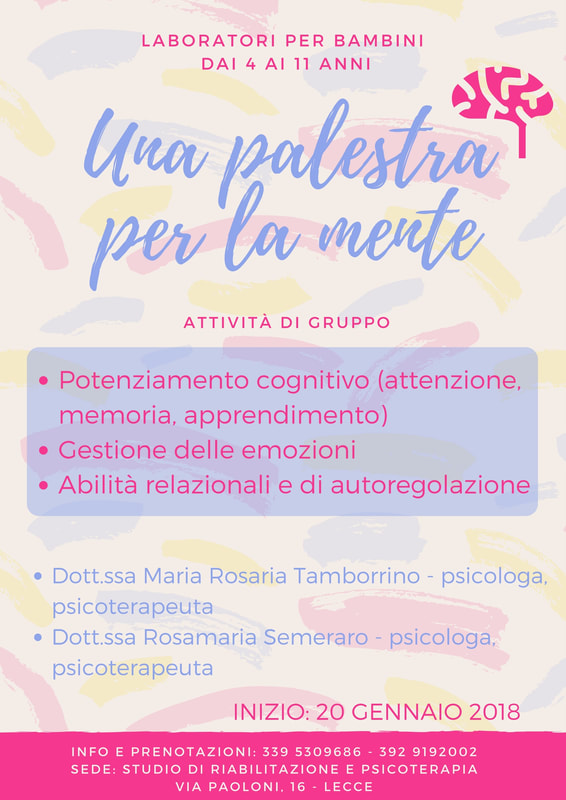 LABORATORI PER BAMBINI
DAI 4 AI 11 ANNI
Una palestra
per la mente
ATTIVITÀ DI GRUPPO
• Potenziamento cognitivo (attenzione,
memoria, apprendimento)
• Gestione delle emozioni
• Abilità relazionali e di autoregolazione
• Dott.ssa Maria Rosaria Tamborrino - psicologa,
psicoterapeuta
• Dott.ssa Rosamaria Semeraro - psicologa,
psicoterapeuta
INIZIO: 20 GENNAIO 2018
INFO E PRENOTAZIONI: 339 5309686 - 392 9192002
SEDE: STUDIO DI RIABILITAZIONE E PSICOTERAPIA
VIA PAOLONI, 16 - LECCE